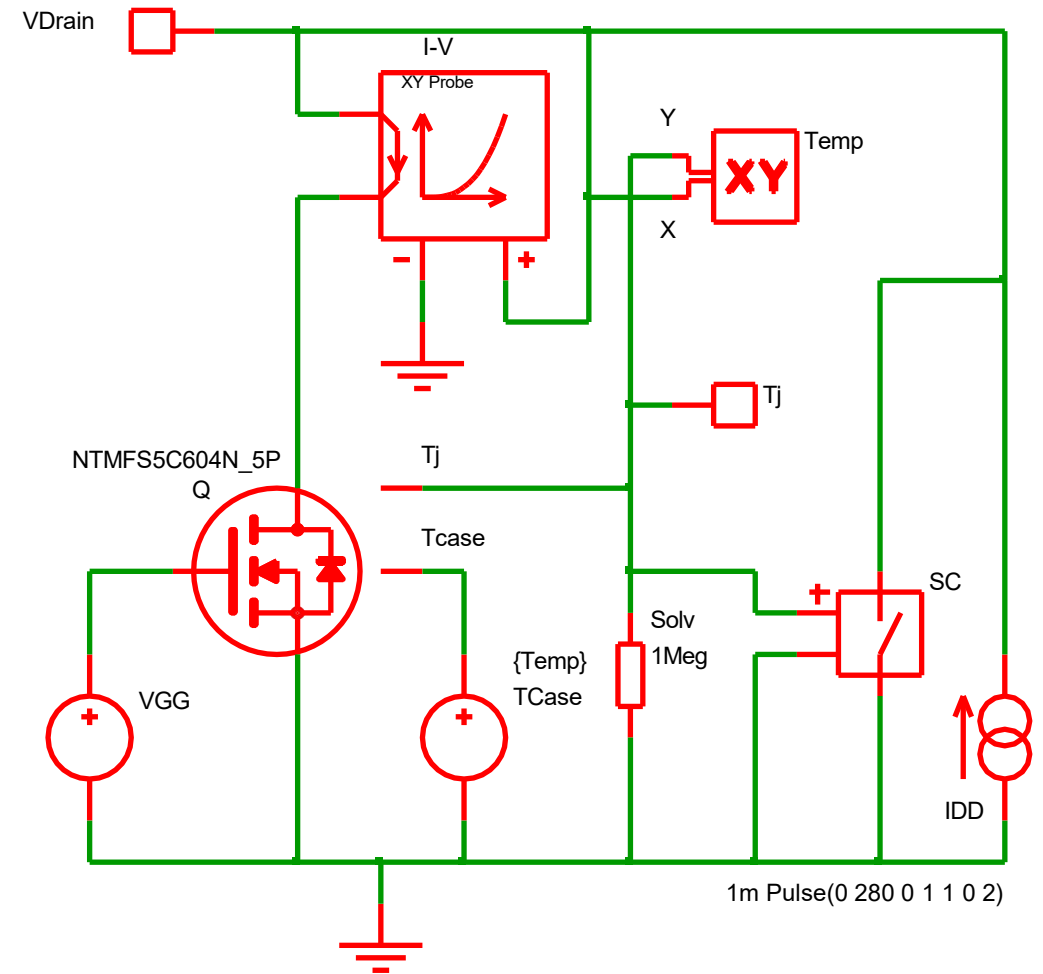 VDrain
I-V
XY Probe
Y
XY
Temp
X
Tj
NTMFS5C604N_5P
Q
Tj
Tcase
SC
Solv
1Meg
{Temp}
TCase
VGG
IDD
1m Pulse(0 280 0 1 1 0 2)